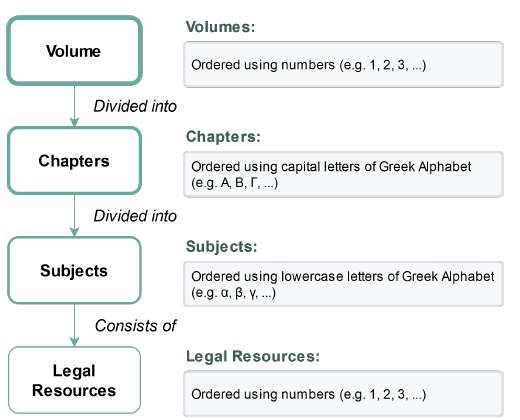 Volume
Volumes:
Ordered using numbers (e.g. 1, 2, 3, ...)
Divided into
Chapters
Chapters:
Ordered using capital letters of Greek Alphabet
(e.g. Α, Β, Γ, ...)
Divided into
Subjects
Subjects:
Ordered using lowercase letters of Greek Alphabet
(e.g. α, β, γ, ...)
Consists of
Legal
Resources
Legal Resources:
Ordered using numbers (e.g. 1, 2, 3, ...)